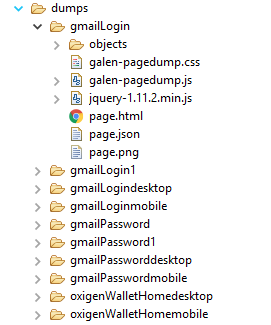 dumps
gmailLogin
objects
galen-pagedump.css
galen-pagedump.js
jquery-1.11.2.min.js
page.html
page.json
page.png
gmailLogin1
gmailLogindesktop
gmailLoginmobile
gmailPassword
gmailPassword1
gmailPassworddesktop
gmailPasswordmobile
oxigenWalletHomedesktop
oxigenWalletHomemobile